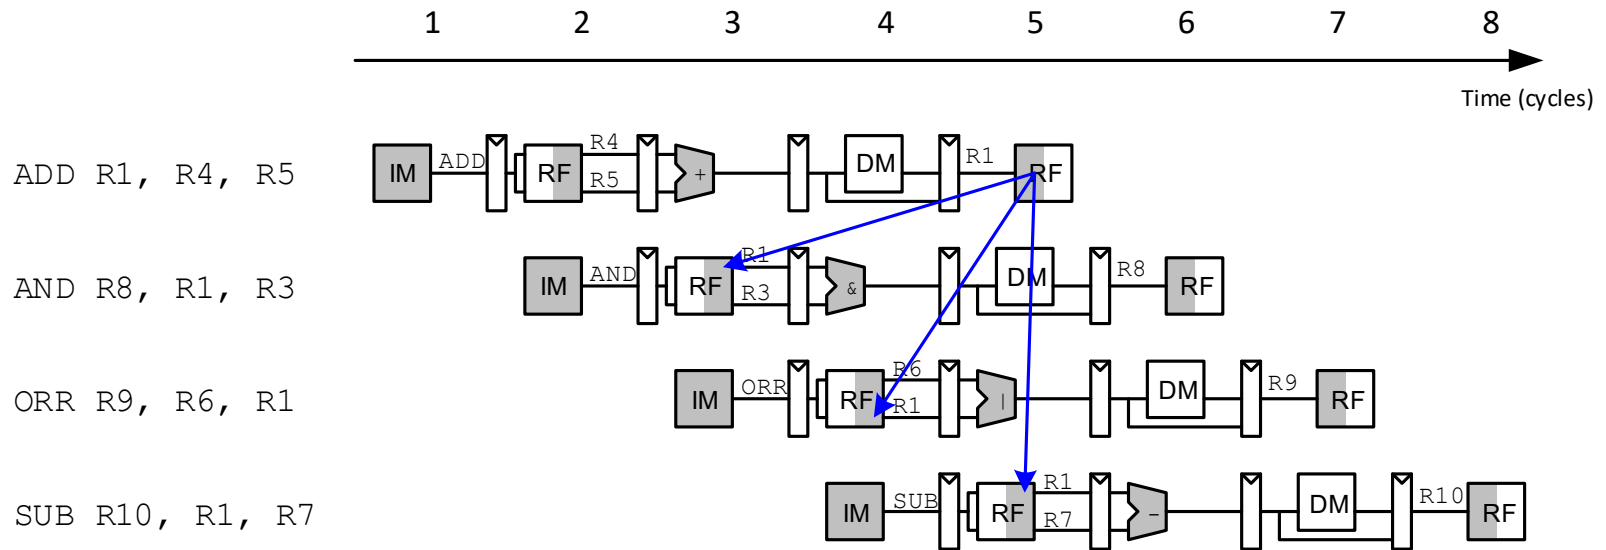 1 2 3 4 5 6 7 8
Time (cycles)
ADD R1, R4, R5 IM ADD RF R4 R5 + DM R1 RF
AND R8, R1, R3 IM AND RF R1 R3 & DM R8 RF
ORR R9, R6, R1 IM ORR RF R6 R1 | DM R9 RF
SUB R10, R1, R7 IM SUB RF R1 R7 - DM R10 RF